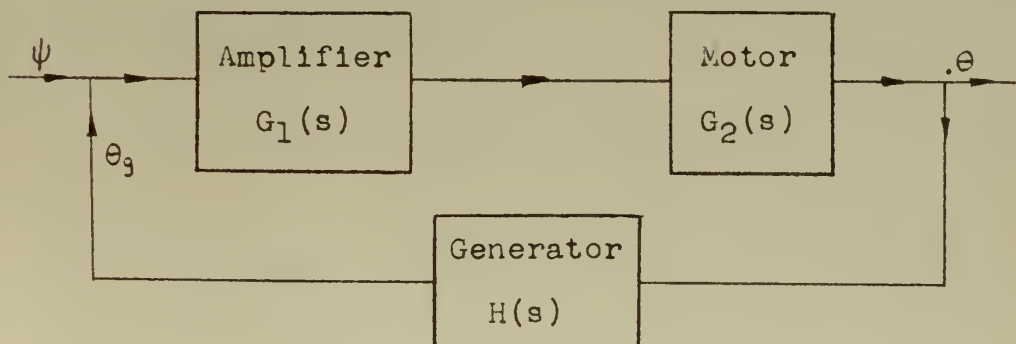 ψ
Amplifier
G₁(s)
Motor
G₂(s)
.θ
θg
Generator
H(s)